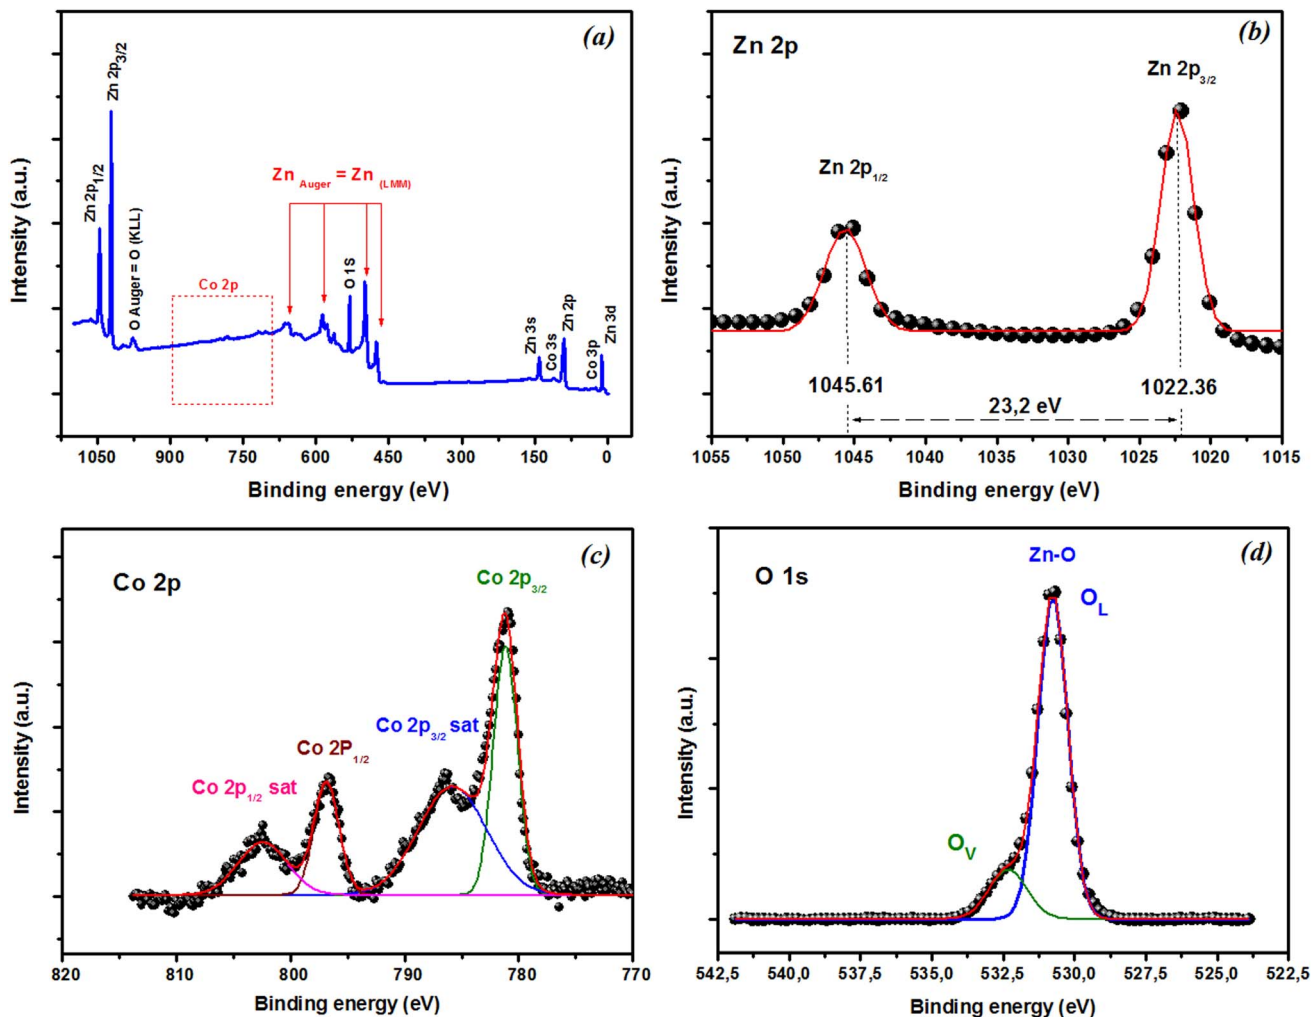 (a)
Zn 2p1/2
Zn 2p3/2
O Auger = O (KLL)
Co 2p
Zn Auger = Zn (LMM)
O 1S
Zn 3s
Co 3s
Zn 2p
Co 3p
Zn 3d
Intensity (a.u.)
1050 900 750 600 450 300 150 0
Binding energy (eV)
(b)
Zn 2p
Zn 2p3/2
Zn 2p1/2
1045.61
1022.36
23,2 eV
Intensity (a.u.)
1055 1050 1045 1040 1035 1030 1025 1020 1015
Binding energy (eV)
(c)
Co 2p
Co 2p3/2
Co 2p3/2 sat
Co 2P1/2
Co 2p1/2 sat
Intensity (a.u.)
820 810 800 790 780 770
Binding energy (eV)
(d)
O 1s
Zn-O
OL
OV
Intensity (a.u.)
542,5 540,0 537,5 535,0 532,5 530,0 527,5 525,0 522,5
Binding energy (eV)